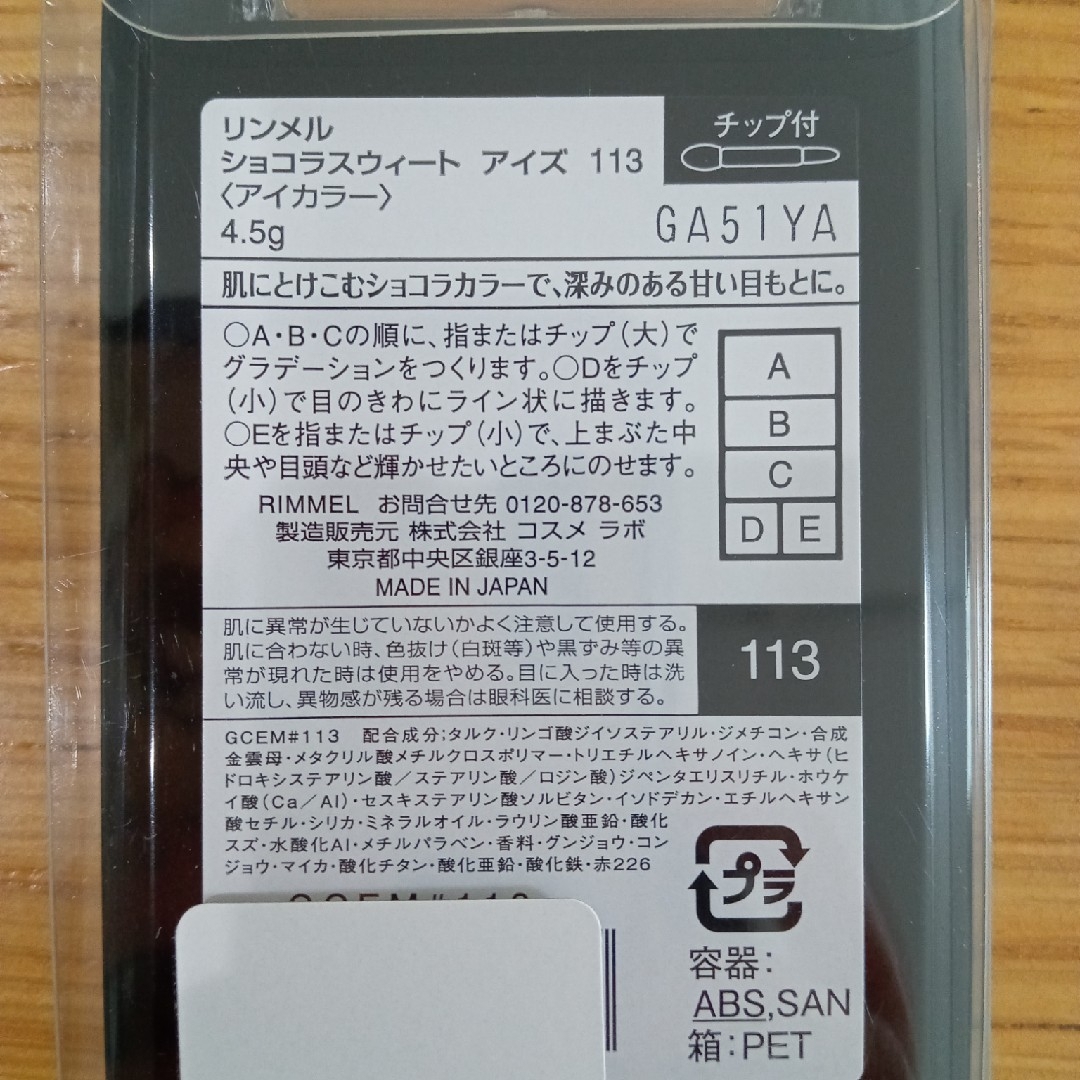 リンメル
ショコラスウィート アイズ 113
〈アイカラー〉
4.5g
チップ付
GA51YA
肌にとけこむショコラカラーで、深みのある甘い目もとに。
○A・B・Cの順に、指またはチップ(大)で
グラデーションをつくります。○Dをチップ
(小)で目のきわにライン状に描きます。
○Eを指またはチップ(小)で、上まぶた中
央や目頭など輝かせたいところにのせます。
A
B
C
D E
RIMMEL お問合せ先 0120-878-653
製造販売元 株式会社 コスメ ラボ
東京都中央区銀座3-5-12
MADE IN JAPAN
肌に異常が生じていないかよく注意して使用する。
肌に合わない時、色抜け(白斑等)や黒ずみ等の異
常が現れた時は使用をやめる。目に入った時は洗
い流し、異物感が残る場合は眼科医に相談する。
113
GCEM#113 配合成分:タルク・リンゴ酸ジイソステアリル・ジメチコン・合成
金雲母・メタクリル酸メチルクロスポリマー・トリエチルヘキサノイン・ヘキサ(ヒ
ドロキシステアリン酸/ステアリン酸/ロジン酸)ジペンタエリスリチル・ホウケ
イ酸(Ca/Al)・セスキステアリン酸ソルビタン・イソドデカン・エチルヘキサン
酸セチル・シリカ・ミネラルオイル・ラウリン酸亜鉛・酸化
スズ・水酸化Al・メチルパラベン・香料・グンジョウ・コン
ジョウ・マイカ・酸化チタン・酸化亜鉛・酸化鉄・赤226
プラ
容器:
ABS,SAN
箱:PET